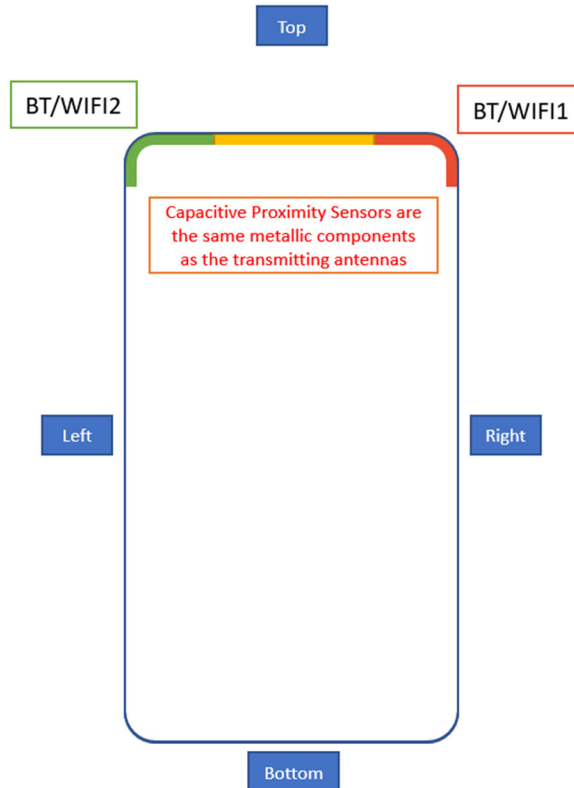 Top
BT/WIFI2
BT/WIFI1
Capacitive Proximity Sensors are
the same metallic components
as the transmitting antennas
Left
Right
Bottom